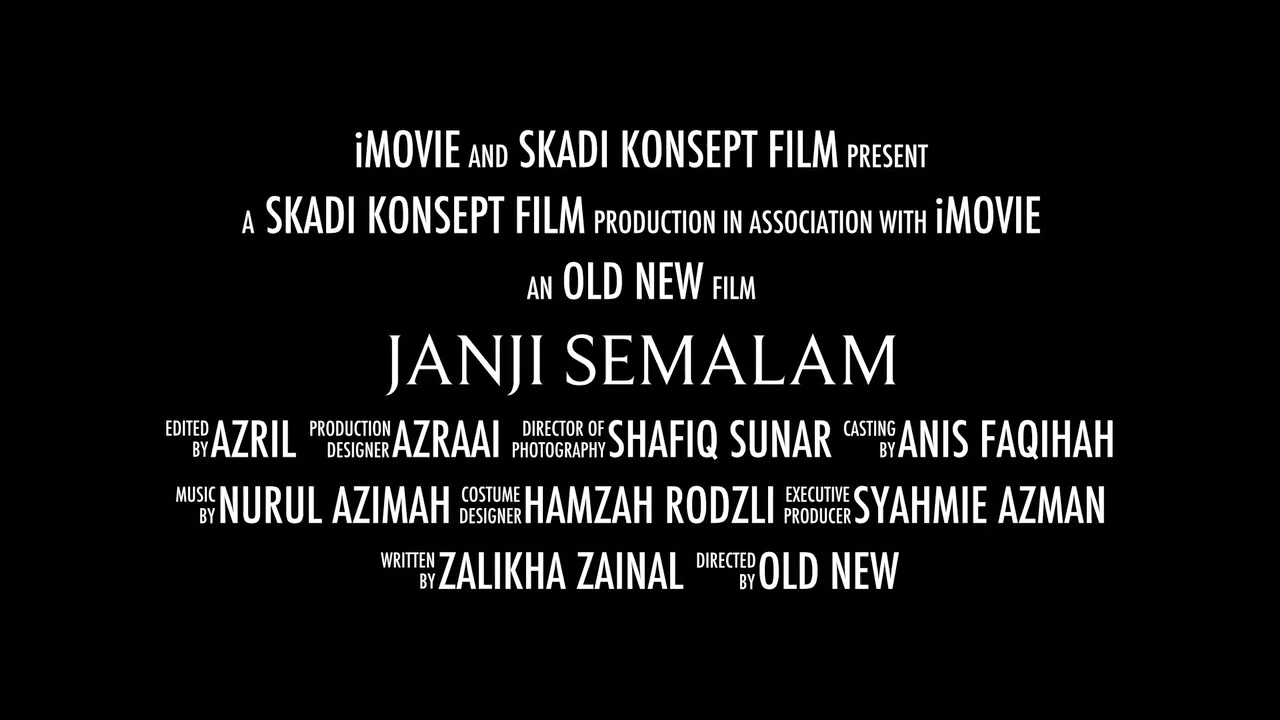 iMOVIE AND SKADI KONSEPT FILM PRESENT
A SKADI KONSEPT FILM PRODUCTION IN ASSOCIATION WITH iMOVIE
AN OLD NEW FILM
JANJI SEMALAM
EDITED BY AZRIL PRODUCTION DESIGNER AZRAAI DIRECTOR OF PHOTOGRAPHY SHAFIQ SUNAR CASTING BY ANIS FAQIHAH
MUSIC BY NURUL AZIMAH COSTUME DESIGNER HAMZAH RODZLI EXECUTIVE PRODUCER SYAHMIE AZMAN
WRITTEN BY ZALIKHA ZAINAL DIRECTED BY OLD NEW